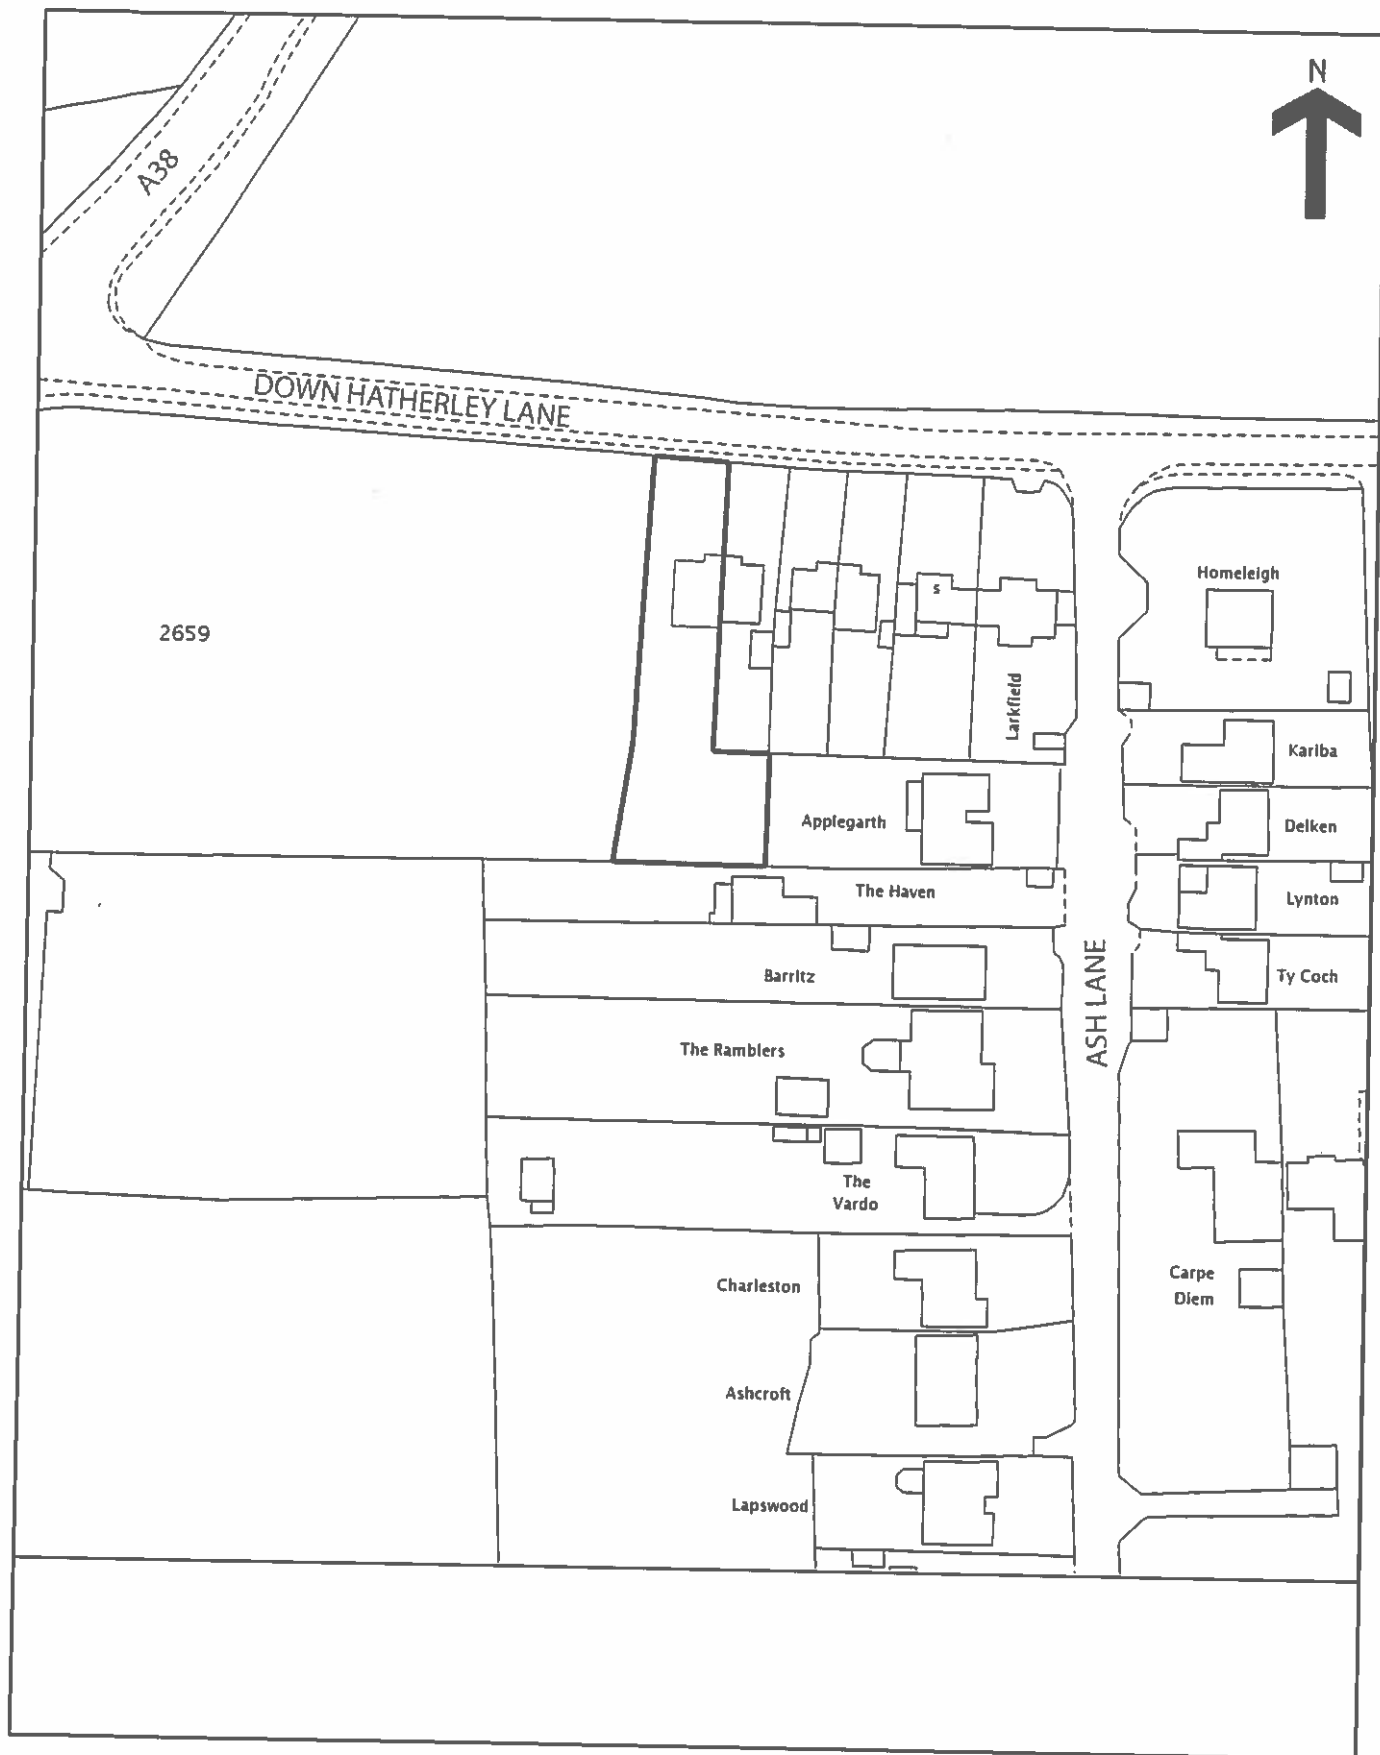 N
A38
DOWN HATHERLEY LANE
2659
Homeleigh
Larkfield
Kariba
Applegarth
Delken
The Haven
Lynton
Barritz
Ty Coch
ASH LANE
The Ramblers
The
Vardo
Charleston
Carpe
Diem
Ashcroft
Lapswood